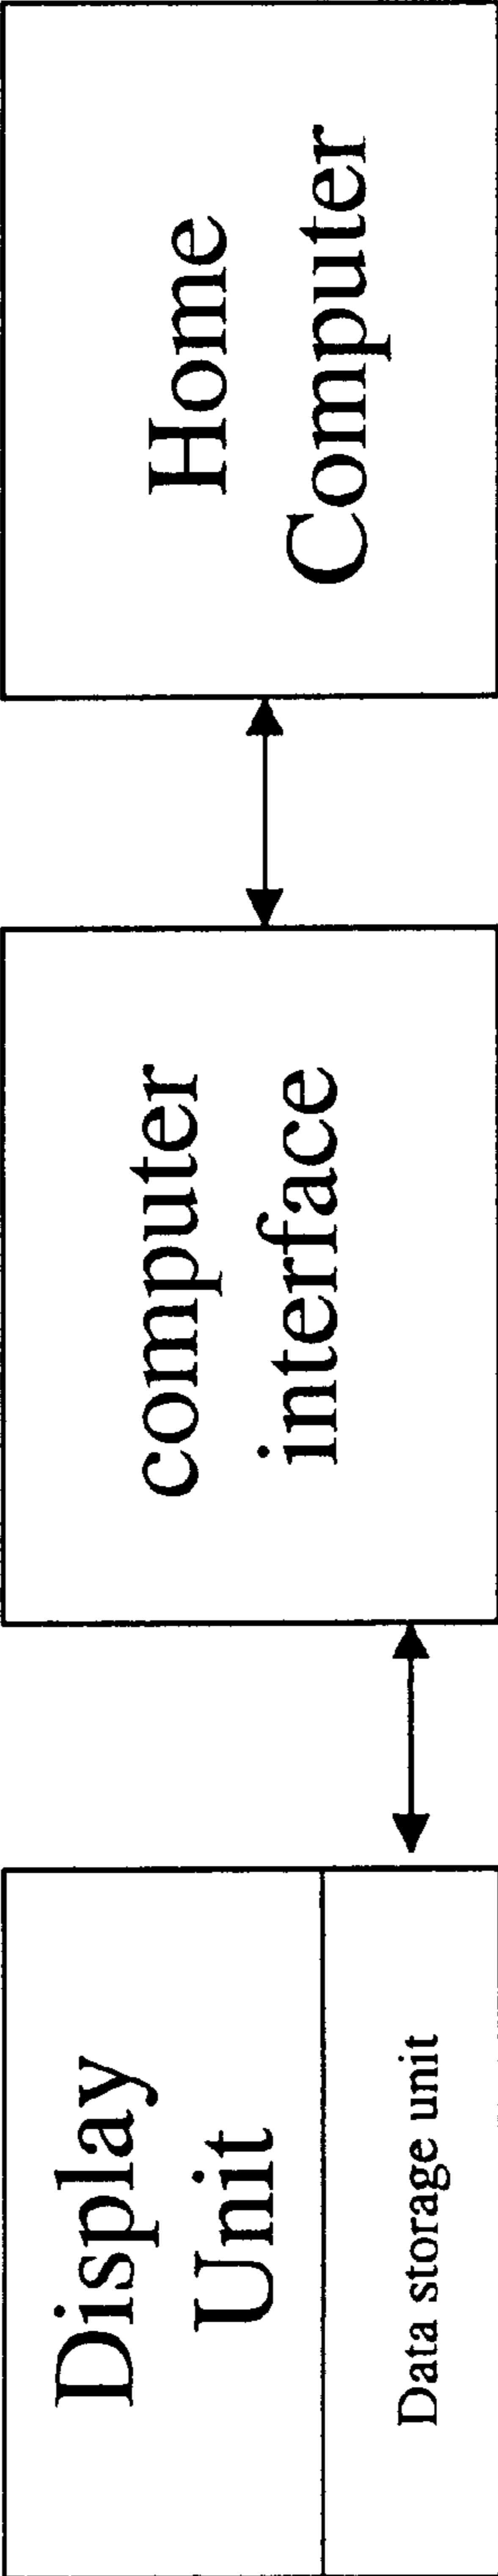 Display
Unit
Data storage unit
computer
interface
Home
Computer